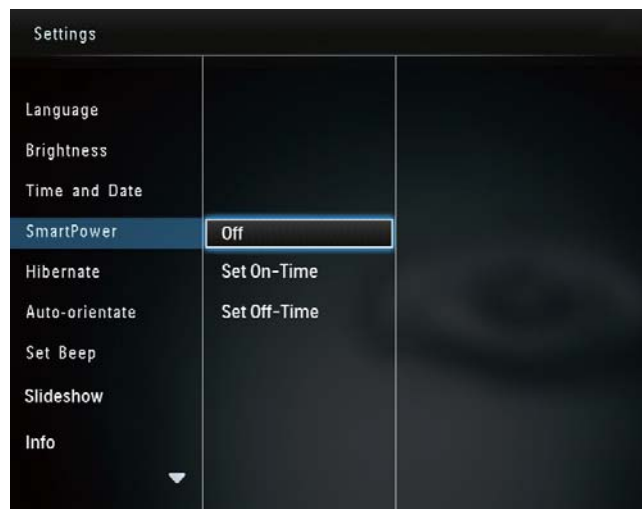 Settings
Language
Brightness
Time and Date
SmartPower
Hibernate
Auto-orientate
Set Beep
Slideshow
Info
Off
Set On-Time
Set Off-Time